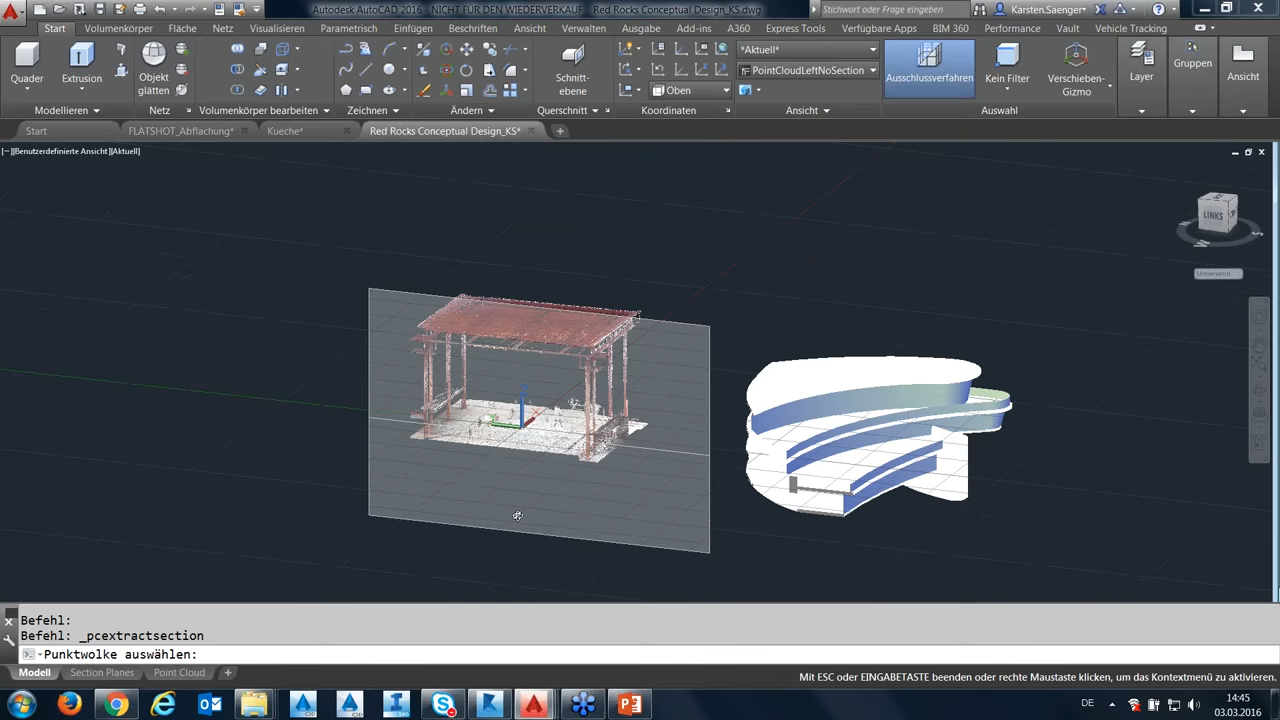 Autodesk AutoCAD 2016 - NICHT FÜR DEN WIEDERVERKAUF - Red Rocks Conceptual Design_KS.dwg
Stichwort oder Frage eingeben
Karsten.Saenger
Start Volumenkörper Fläche Netz Visualisieren Parametrisch Einfügen Beschriften Ansicht Verwalten Ausgabe Add-ins A360 Express Tools Verfügbare Apps BIM 360 Performance Vault Vehicle Tracking
Quader
Extrusion
Objekt
glätten
Schnitt-
ebene
*Aktuell*
PointCloudLeftNoSection
Oben
Ausschlussverfahren
Kein Filter
Verschieben-
Gizmo
Layer
Gruppen
Ansicht
Modellieren Netz Volumenkörper bearbeiten Zeichnen Ändern Querschnitt Koordinaten Ansicht Auswahl
Start FLATSHOT_Abflachung* Kueche* Red Rocks Conceptual Design_KS*
[−][Benutzerdefinierte Ansicht][Aktuell]
LINKS
Unbenannt
Befehl:
Befehl: _pcextractsection
Punktwolke auswählen:
Modell Section Planes Point Cloud
Mit ESC oder EINGABETASTE beenden oder rechte Maustaste klicken, um das Kontextmenü zu aktivieren.
DE
14:45
03.03.2016